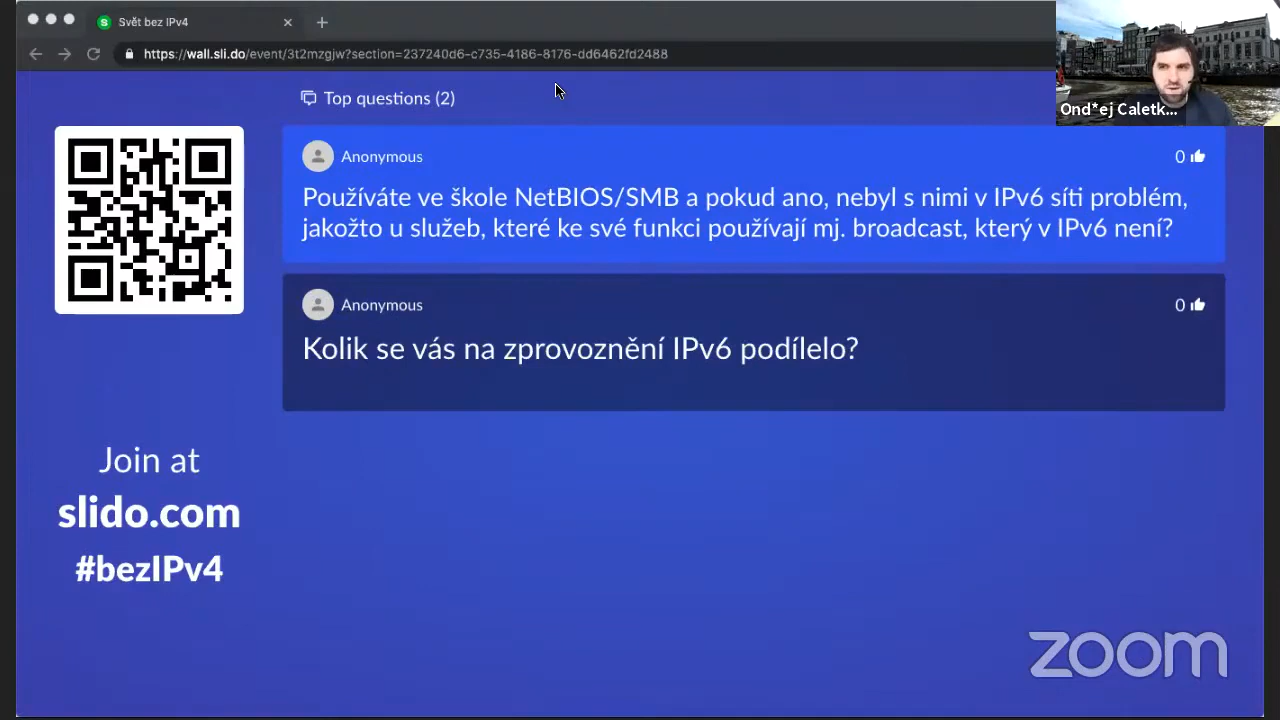 Svět bez IPv4
https://wall.sli.do/event/3t2mzgjw?section=237240d6-c735-4186-8176-dd6462fd2488
Ond*ej Caletk...
Top questions (2)
Anonymous
0
Používáte ve škole NetBIOS/SMB a pokud ano, nebyl s nimi v IPv6 síti problém,
jakožto u služeb, které ke své funkci používají mj. broadcast, který v IPv6 není?
Anonymous
0
Kolik se vás na zprovoznění IPv6 podílelo?
Join at
slido.com
#bezIPv4
zoom